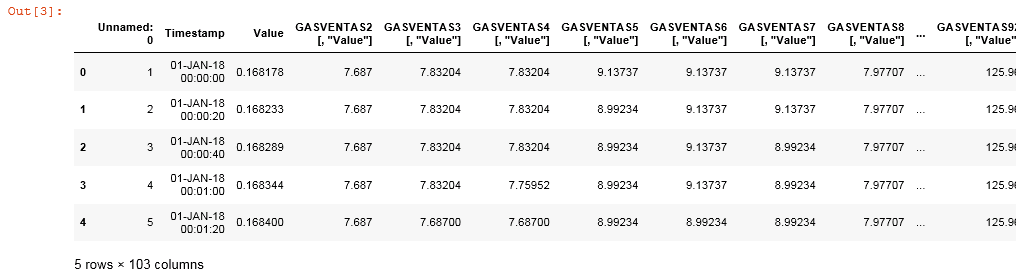 Out[3]:
Unnamed: 0 Timestamp Value GASVENTAS2 [, "Value"] GASVENTAS3 [, "Value"] GASVENTAS4 [, "Value"] GASVENTAS5 [, "Value"] GASVENTAS6 [, "Value"] GASVENTAS7 [, "Value"] GASVENTAS8 [, "Value"] ... GASVENTAS9 [, "Value"]
0 1 01-JAN-18 00:00:00 0.168178 7.687 7.83204 7.83204 9.13737 9.13737 9.13737 7.97707 ... 125.9
1 2 01-JAN-18 00:00:20 0.168233 7.687 7.83204 7.83204 8.99234 9.13737 9.13737 7.97707 ... 125.9
2 3 01-JAN-18 00:00:40 0.168289 7.687 7.83204 7.83204 8.99234 9.13737 8.99234 7.97707 ... 125.9
3 4 01-JAN-18 00:01:00 0.168344 7.687 7.83204 7.75952 8.99234 9.13737 8.99234 7.97707 ... 125.9
4 5 01-JAN-18 00:01:20 0.168400 7.687 7.68700 7.68700 8.99234 8.99234 8.99234 7.97707 ... 125.9
5 rows × 103 columns